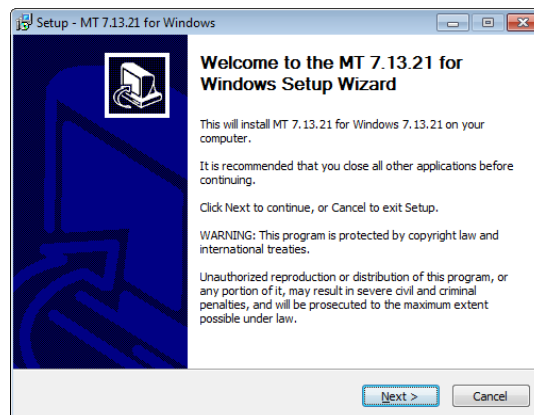 Setup - MT 7.13.21 for Windows
Welcome to the MT 7.13.21 for
Windows Setup Wizard
This will install MT 7.13.21 for Windows 7.13.21 on your
computer.
It is recommended that you close all other applications before
continuing.
Click Next to continue, or Cancel to exit Setup.
WARNING: This program is protected by copyright law and
international treaties.
Unauthorized reproduction or distribution of this program, or
any portion of it, may result in severe civil and criminal
penalties, and will be prosecuted to the maximum extent
possible under law.
Next > Cancel